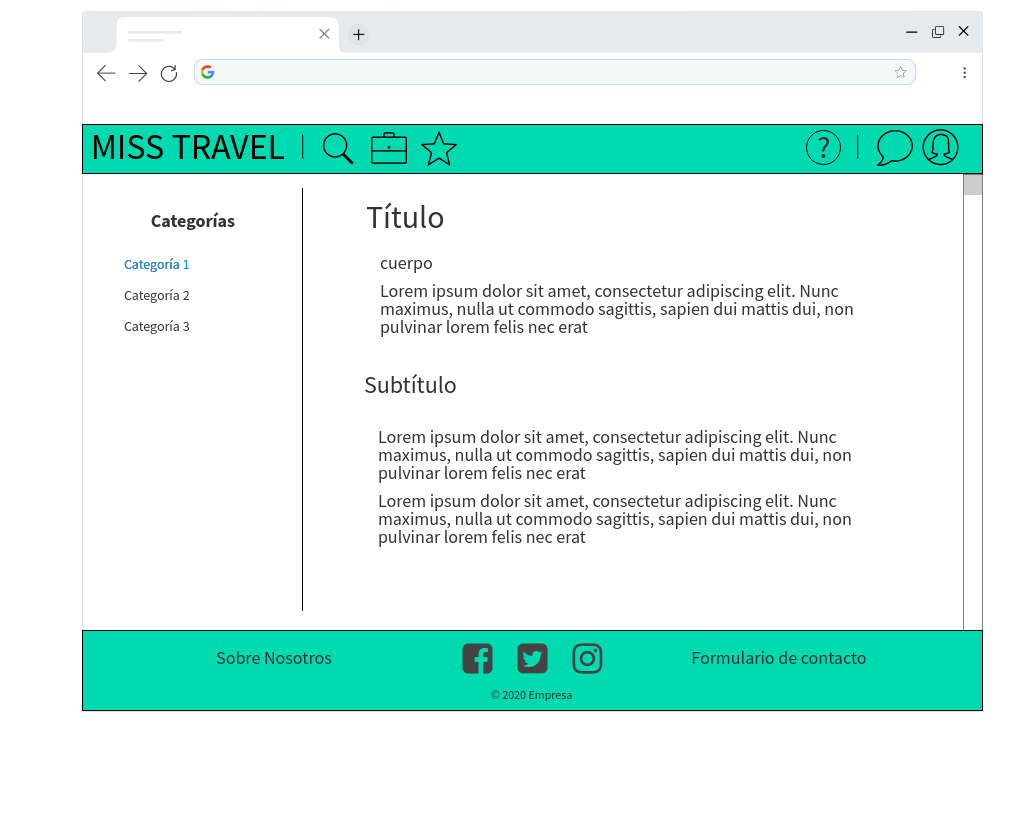 MISS TRAVEL
?
Categorías
Categoría 1
Categoría 2
Categoría 3
Título
cuerpo
Lorem ipsum dolor sit amet, consectetur adipiscing elit. Nunc
maximus, nulla ut commodo sagittis, sapien dui mattis dui, non
pulvinar lorem felis nec erat
Subtítulo
Lorem ipsum dolor sit amet, consectetur adipiscing elit. Nunc
maximus, nulla ut commodo sagittis, sapien dui mattis dui, non
pulvinar lorem felis nec erat
Lorem ipsum dolor sit amet, consectetur adipiscing elit. Nunc
maximus, nulla ut commodo sagittis, sapien dui mattis dui, non
pulvinar lorem felis nec erat
Sobre Nosotros
Formulario de contacto
© 2020 Empresa